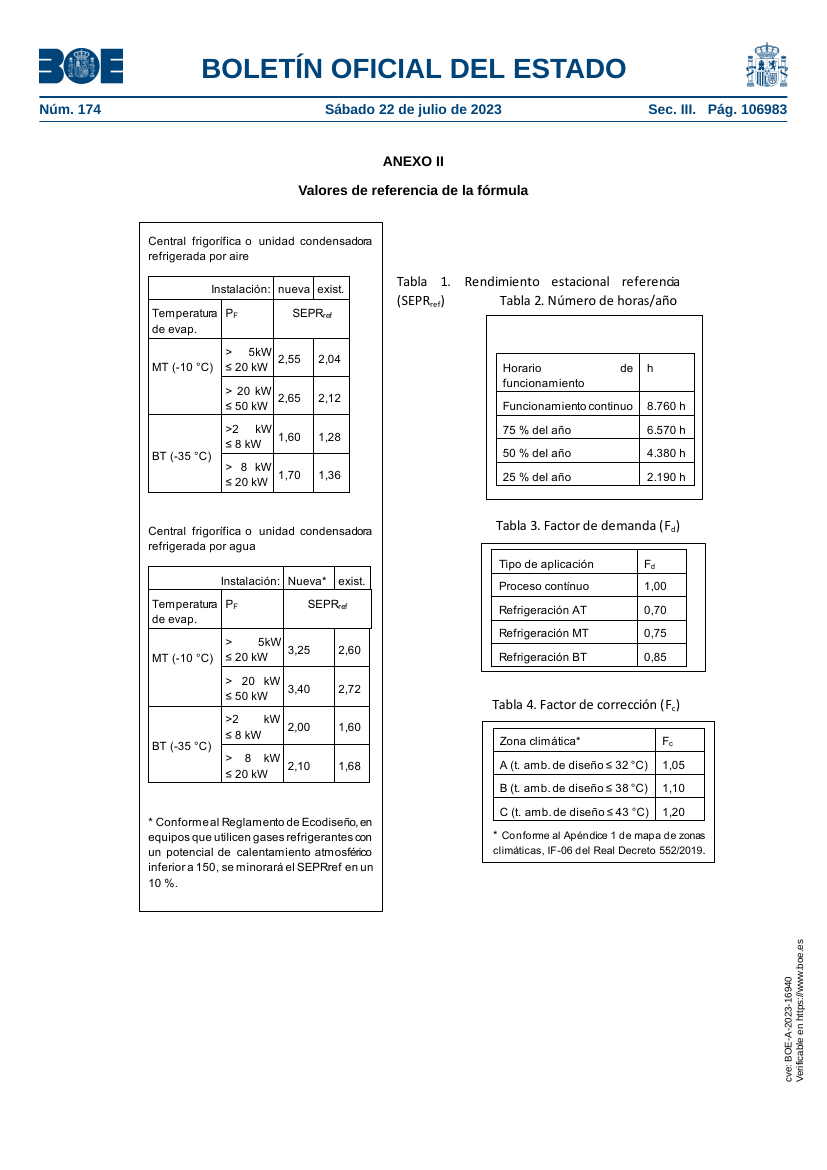 BOE
BOLETÍN OFICIAL DEL ESTADO
Núm. 174 Sábado 22 de julio de 2023 Sec. III. Pág. 106983
ANEXO II
Valores de referencia de la fórmula
Central frigorífica o unidad condensadora
refrigerada por aire
Instalación: nueva exist.
Temperatura de evap. PF SEPRref
MT (-10 °C)
> 5kW ≤ 20 kW 2,55 2,04
> 20 kW ≤ 50 kW 2,65 2,12
BT (-35 °C)
>2 kW ≤ 8 kW 1,60 1,28
> 8 kW ≤ 20 kW 1,70 1,36
Central frigorífica o unidad condensadora
refrigerada por agua
Instalación: Nueva* exist.
Temperatura de evap. PF SEPRref
MT (-10 °C)
> 5kW ≤ 20 kW 3,25 2,60
> 20 kW ≤ 50 kW 3,40 2,72
BT (-35 °C)
>2 kW ≤ 8 kW 2,00 1,60
> 8 kW ≤ 20 kW 2,10 1,68
* Conforme al Reglamento de Ecodiseño, en
equipos que utilicen gases refrigerantes con
un potencial de calentamiento atmosférico
inferior a 150, se minorará el SEPRref en un
10 %.
Tabla 1. Rendimiento estacional referencia
(SEPRref) Tabla 2. Número de horas/año
Horario de funcionamiento h
Funcionamiento continuo 8.760 h
75 % del año 6.570 h
50 % del año 4.380 h
25 % del año 2.190 h
Tabla 3. Factor de demanda (Fd)
Tipo de aplicación Fd
Proceso contínuo 1,00
Refrigeración AT 0,70
Refrigeración MT 0,75
Refrigeración BT 0,85
Tabla 4. Factor de corrección (Fc)
Zona climática* Fc
A (t. amb. de diseño ≤ 32 °C) 1,05
B (t. amb. de diseño ≤ 38 °C) 1,10
C (t. amb. de diseño ≤ 43 °C) 1,20
* Conforme al Apéndice 1 de mapa de zonas
climáticas, IF-06 del Real Decreto 552/2019.
cve: BOE-A-2023-16940
Verificable en https://www.boe.es